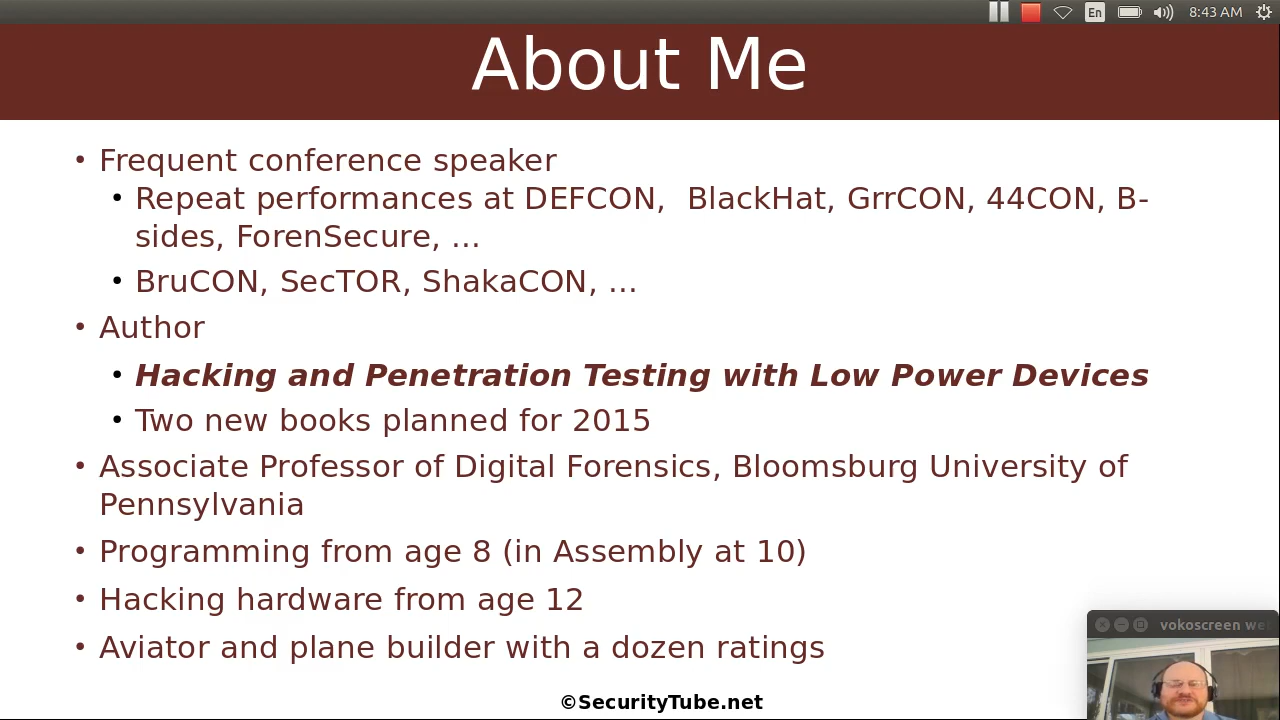 En 8:43 AM
About Me
• Frequent conference speaker
• Repeat performances at DEFCON,  BlackHat, GrrCON, 44CON, B-
sides, ForenSecure, ...
• BruCON, SecTOR, ShakaCON, ...
• Author
• Hacking and Penetration Testing with Low Power Devices
• Two new books planned for 2015
• Associate Professor of Digital Forensics, Bloomsburg University of
Pennsylvania
• Programming from age 8 (in Assembly at 10)
• Hacking hardware from age 12
• Aviator and plane builder with a dozen ratings
vokoscreen we
©SecurityTube.net